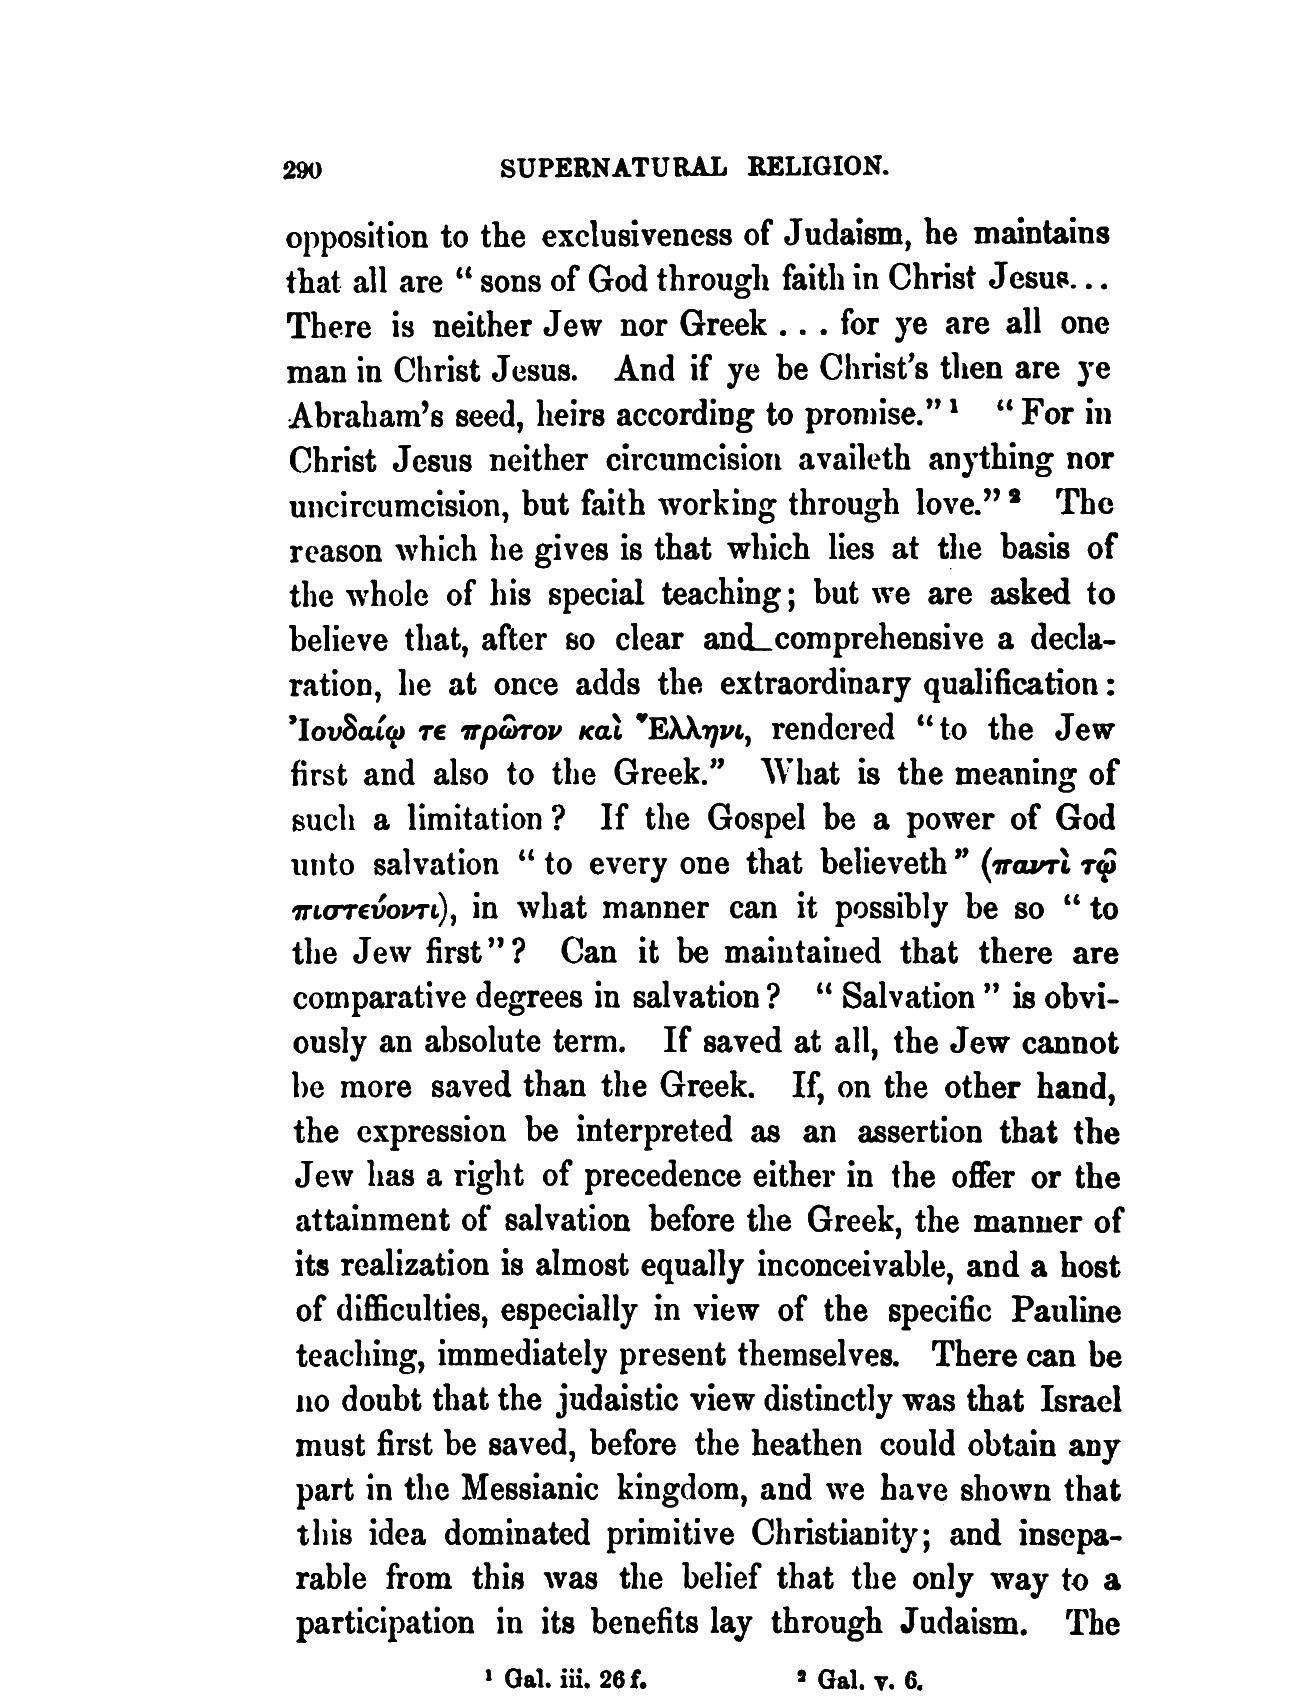 290 SUPERNATURAL RELIGION.
opposition to the exclusiveness of Judaism, he maintains
that all are “ sons of God through faith in Christ Jesus...
There is neither Jew nor Greek . . . for ye are all one
man in Christ Jesus. And if ye be Christ's then are ye
Abraham's seed, heirs according to promise.” ¹ “ For in
Christ Jesus neither circumcision availeth anything nor
uncircumcision, but faith working through love.” ² The
reason which he gives is that which lies at the basis of
the whole of his special teaching; but we are asked to
believe that, after so clear and_comprehensive a decla-
ration, he at once adds the extraordinary qualification :
Ἰουδαίῳ τε πρῶτον καὶ Ἕλληνι, rendered “ to the Jew
first and also to the Greek.” What is the meaning of
such a limitation ? If the Gospel be a power of God
unto salvation “ to every one that believeth ” (παντὶ τῷ
πιστεύοντι), in what manner can it possibly be so “ to
the Jew first ” ? Can it be maintained that there are
comparative degrees in salvation ? “ Salvation ” is obvi-
ously an absolute term. If saved at all, the Jew cannot
be more saved than the Greek. If, on the other hand,
the expression be interpreted as an assertion that the
Jew has a right of precedence either in the offer or the
attainment of salvation before the Greek, the manner of
its realization is almost equally inconceivable, and a host
of difficulties, especially in view of the specific Pauline
teaching, immediately present themselves. There can be
no doubt that the judaistic view distinctly was that Israel
must first be saved, before the heathen could obtain any
part in the Messianic kingdom, and we have shown that
this idea dominated primitive Christianity; and insepa-
rable from this was the belief that the only way to a
participation in its benefits lay through Judaism. The
¹ Gal. iii. 26 f. ² Gal. v. 6.